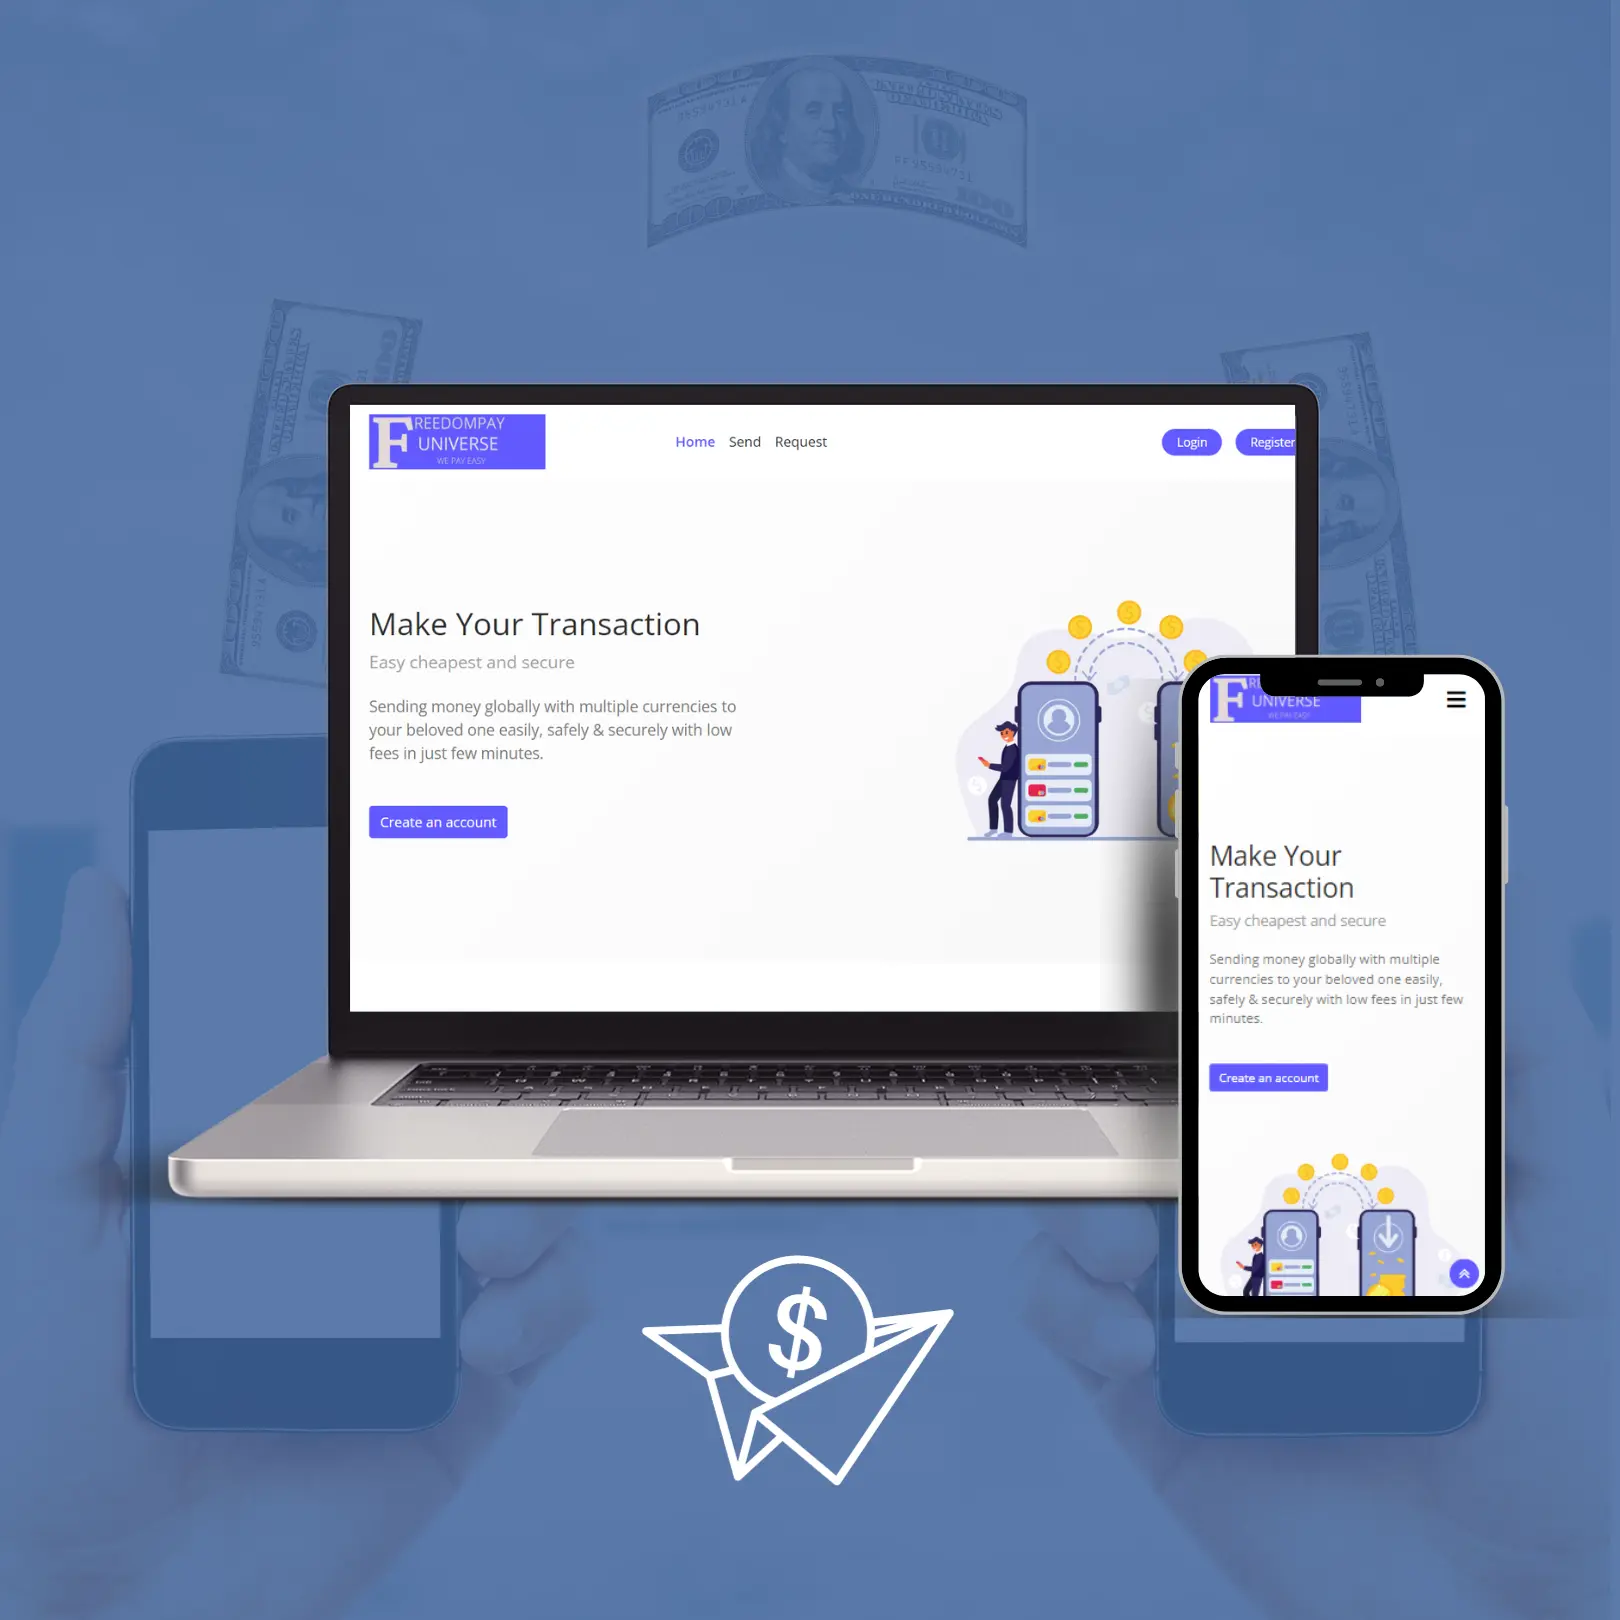 FREEDOMPAY
UNIVERSE
WE PAY EASY
Home Send Request
Login Register
Make Your Transaction
Easy cheapest and secure
Sending money globally with multiple currencies to
your beloved one easily, safely & securely with low
fees in just few minutes.
Create an account
UNIVERSE
WE PAY EASY
Make Your
Transaction
Easy cheapest and secure
Sending money globally with multiple
currencies to your beloved one easily,
safely & securely with low fees in just few
minutes.
Create an account
$